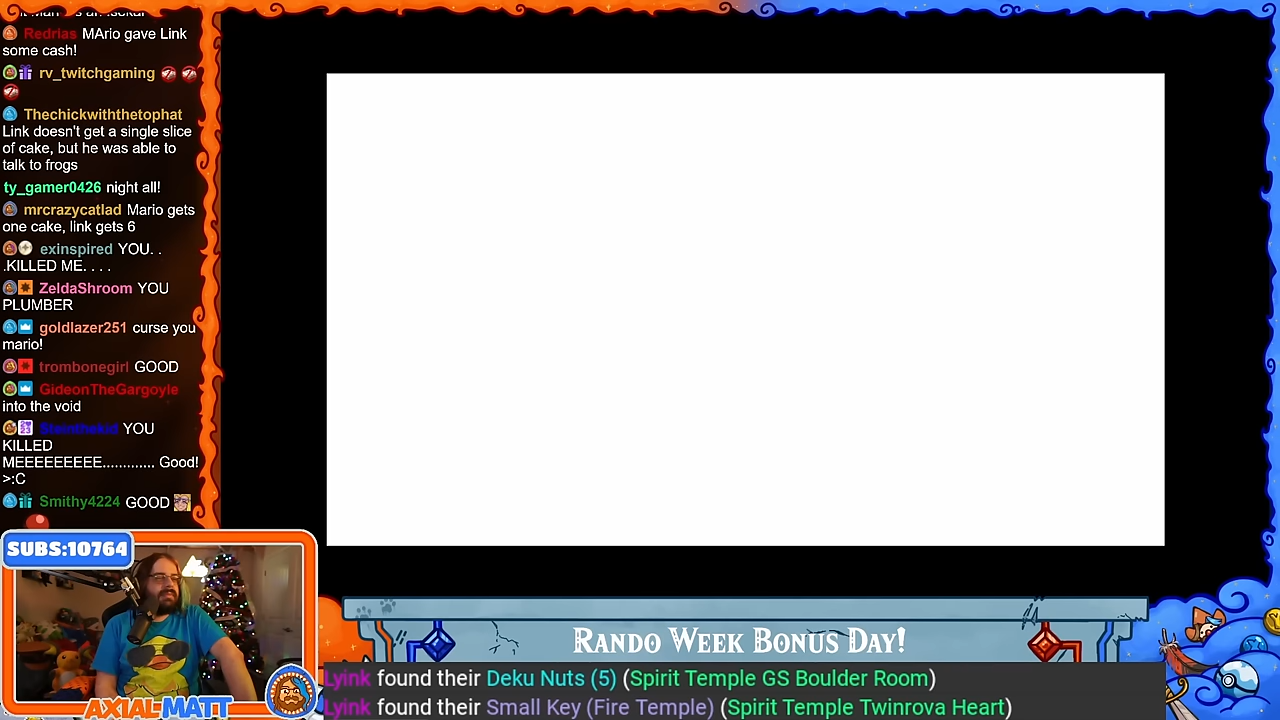 Redrias MArio gave Link
some cash!
rv_twitchgaming
Thechickwiththetophat
Link doesn't get a single slice
of cake, but he was able to
talk to frogs
ty_gamer0426 night all!
mrcrazycatlad Mario gets
one cake, link gets 6
exinspired YOU. .
.KILLED ME. . . .
ZeldaShroom YOU
PLUMBER
goldlazer251 curse you
mario!
trombonegirl GOOD
GideonTheGargoyle
into the void
YOU
KILLED
MEEEEEEEEE............. Good!
>:C
Smithy4224 GOOD
SUBS:10764
AXIALMATT
RANDO WEEK BONUS DAY!
Lyink found their Deku Nuts (5) (Spirit Temple GS Boulder Room)
Lyink found their Small Key (Fire Temple) (Spirit Temple Twinrova Heart)